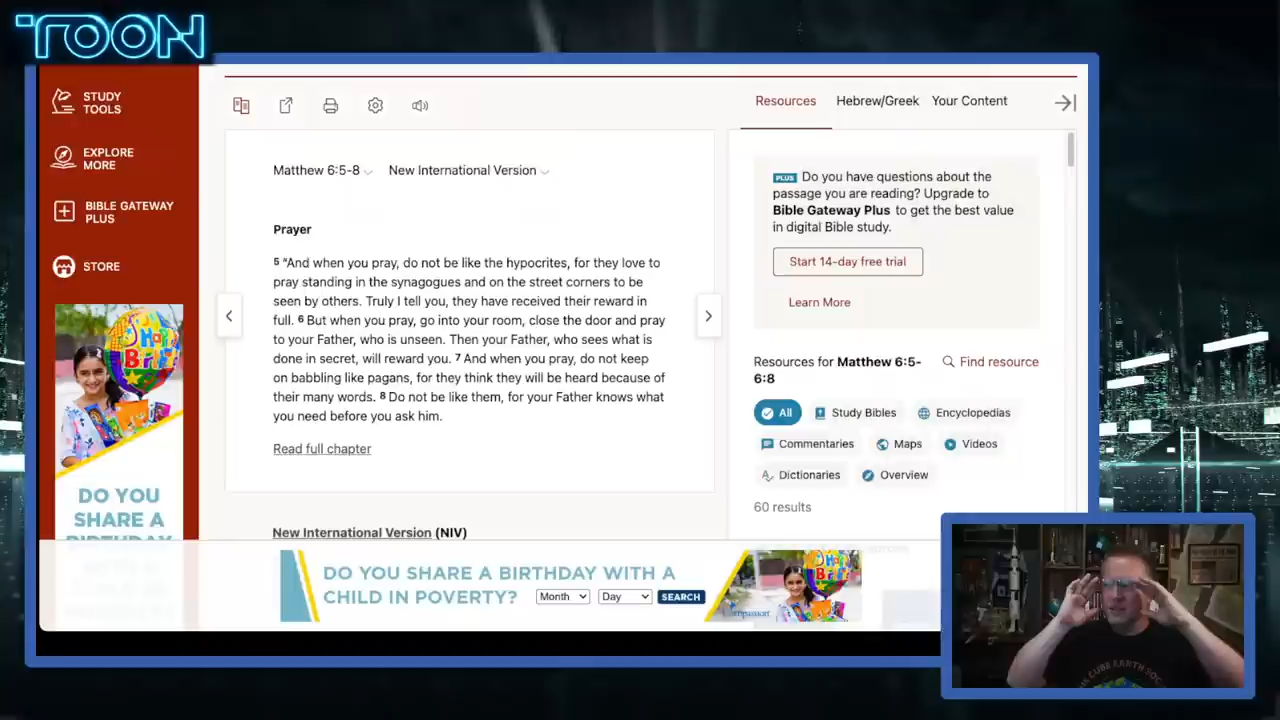 TOON
STUDY
TOOLS
EXPLORE
MORE
BIBLE GATEWAY
PLUS
STORE
DO YOU
SHARE A
Resources Hebrew/Greek Your Content
Matthew 6:5-8 New International Version
Prayer
5 “And when you pray, do not be like the hypocrites, for they love to
pray standing in the synagogues and on the street corners to be
seen by others. Truly I tell you, they have received their reward in
full. 6 But when you pray, go into your room, close the door and pray
to your Father, who is unseen. Then your Father, who sees what is
done in secret, will reward you. 7 And when you pray, do not keep
on babbling like pagans, for they think they will be heard because of
their many words. 8 Do not be like them, for your Father knows what
you need before you ask him.
Read full chapter
New International Version (NIV)
PLUS Do you have questions about the
passage you are reading? Upgrade to
Bible Gateway Plus to get the best value
in digital Bible study.
Start 14-day free trial
Learn More
Resources for Matthew 6:5-
6:8
Find resource
All Study Bibles Encyclopedias
Commentaries Maps Videos
Dictionaries Overview
60 results
DO YOU SHARE A BIRTHDAY WITH A
CHILD IN POVERTY? Month Day SEARCH
CUBE EARTH SOC